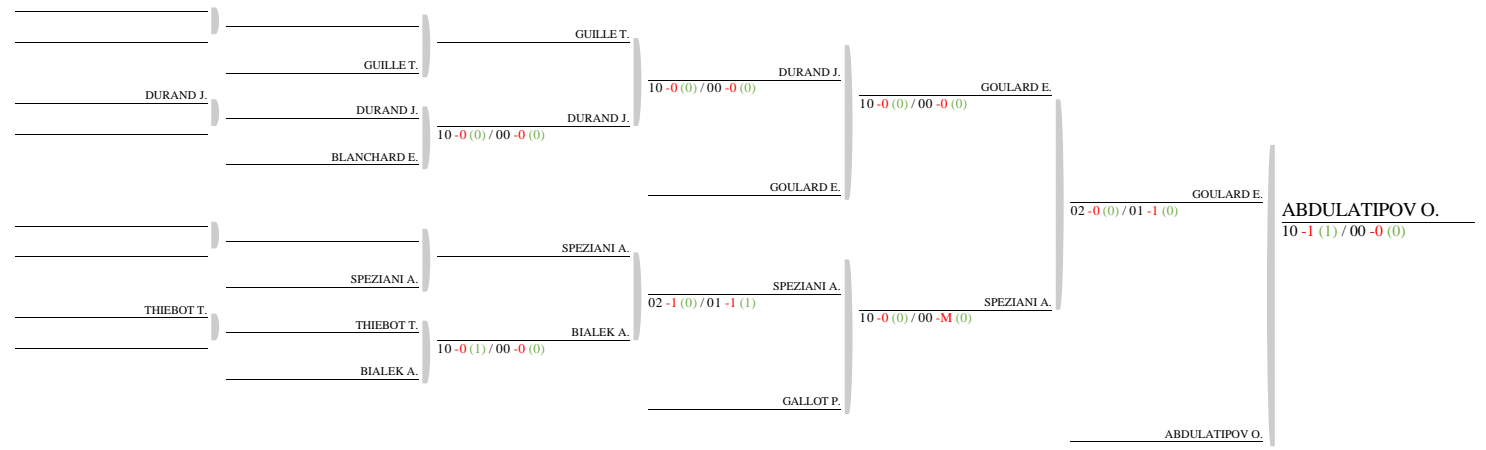 GUILLE T.
GUILLE T.
DURAND J.
10 -0 (0) / 00 -0 (0)
GOULARD E.
10 -0 (0) / 00 -0 (0)
DURAND J.
DURAND J.
DURAND J.
10 -0 (0) / 00 -0 (0)
BLANCHARD E.
GOULARD E.
GOULARD E.
02 -0 (0) / 01 -1 (0)
ABDULATIPOV O.
10 -1 (1) / 00 -0 (0)
SPEZIANI A.
SPEZIANI A.
SPEZIANI A.
02 -1 (0) / 01 -1 (1)
SPEZIANI A.
10 -0 (0) / 00 -M (0)
THIEBOT T.
THIEBOT T.
BIALEK A.
10 -0 (1) / 00 -0 (0)
BIALEK A.
GALLOT P.
ABDULATIPOV O.